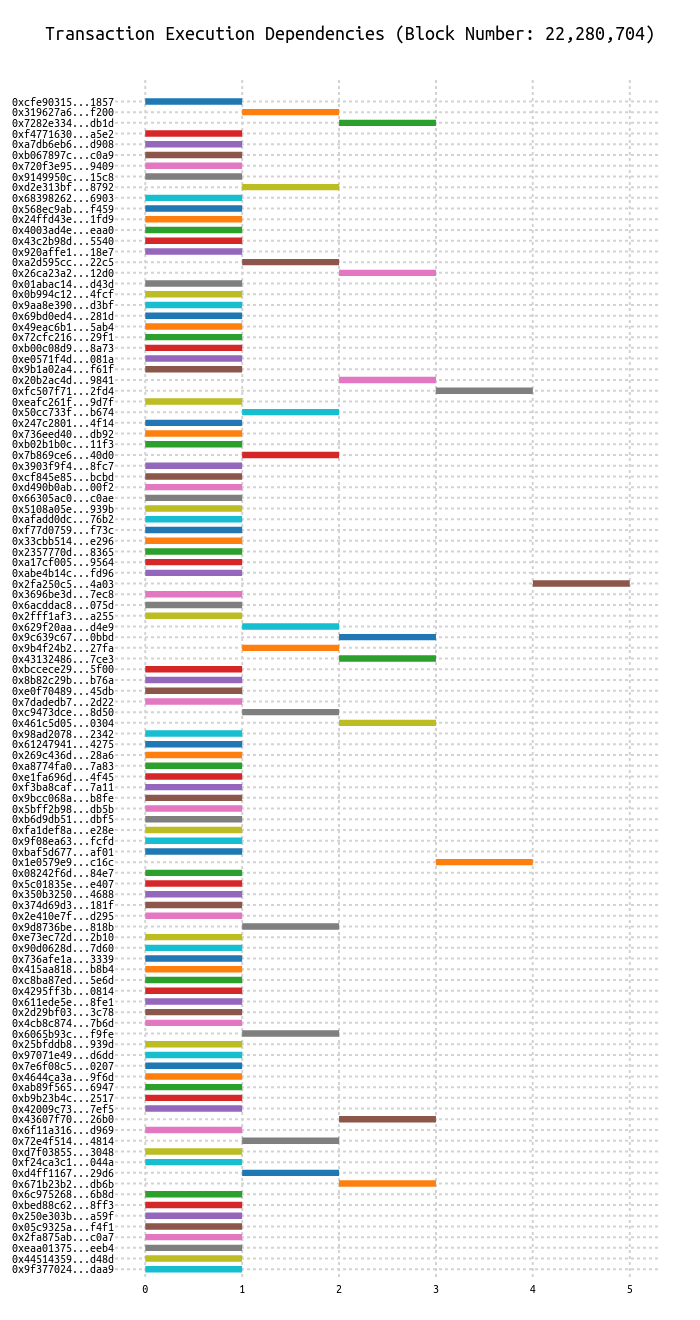 Transaction Execution Dependencies (Block Number: 22,280,704)
0xcfe90315...1857
0x319627a6...f200
0x7282e334...db1d
0xf4771630...a5e2
0xa7db6eb6...d908
0xb067897c...c0a9
0x720f3e95...9409
0x9149950c...15c8
0xd2e313bf...8792
0x68398262...6903
0x568ec9ab...f459
0x24ffd43e...1fd9
0x4003ad4e...eaa0
0x43c2b98d...5540
0x920affe1...18e7
0xa2d595cc...22c5
0x26ca23a2...12d0
0x01abac14...d43d
0x0b994c12...4fcf
0x9aa8e390...d3bf
0x69bd0ed4...281d
0x49eac6b1...5ab4
0x72cfc216...29f1
0xb00c08d9...8a73
0xe0571f4d...081a
0x9b1a02a4...f61f
0x20b2ac4d...9841
0xfc507f71...2fd4
0xeafc261f...9d7f
0x50cc733f...b674
0x247c2801...4f14
0x736eed40...db92
0xb02b1b0c...11f3
0x7b869ce6...40d0
0x3903f9f4...8fc7
0xcf845e85...bcbd
0xd490b0ab...00f2
0x66305ac0...c0ae
0x5108a05e...939b
0xafadd0dc...76b2
0xf77d0759...f73c
0x33cbb514...e296
0x2357770d...8365
0xa17cf005...9564
0xabe4b14c...fd96
0x2fa250c5...4a03
0x3696be3d...7ec8
0x6acddac8...075d
0x2fff1af3...a255
0x629f20aa...d4e9
0x9c639c67...0bbd
0x9b4f24b2...27fa
0x43132486...7ce3
0xbccece29...5f00
0x8b82c29b...b76a
0xe0f70489...45db
0x7dadedb7...2d22
0xc9473dce...8d50
0x461c5d05...0304
0x98ad2078...2342
0x61247941...4275
0x269c436d...28a6
0xa8774fa0...7a83
0xe1fa696d...4f45
0xf3ba8caf...7a11
0x9bcc068a...b8fe
0x5bff2b98...db5b
0xb6d9db51...dbf5
0xfa1def8a...e28e
0x9f08ea63...fcfd
0xbaf5d677...af01
0x1e0579e9...c16c
0x08242f6d...84e7
0x5c01835e...e407
0x350b3250...4688
0x374d69d3...181f
0x2e410e7f...d295
0x9d8736be...818b
0xe73ec72d...2b10
0x90d0628d...7d60
0x736afe1a...3339
0x415aa818...b8b4
0xc8ba87ed...5e6d
0x4295ff3b...0814
0x611ede5e...8fe1
0x2d29bf03...3c78
0x4cb8c874...7b6d
0x6065b93c...f9fe
0x25bfddb8...939d
0x97071e49...d6dd
0x7e6f08c5...0207
0x4644ca3a...9f6d
0xab89f565...6947
0xb9b23b4c...2517
0x42009c73...7ef5
0x43607f70...26b0
0x6f11a316...d969
0x72e4f514...4814
0xd7f03855...3048
0xf24ca3c1...044a
0xd4ff1167...29d6
0x671b23b2...db6b
0x6c975268...6b8d
0xbed88c62...8ff3
0x250e303b...a59f
0x05c9325a...f4f1
0x2fa875ab...c0a7
0xeaa01375...eeb4
0x44514359...d48d
0x9f377024...daa9
0 1 2 3 4 5